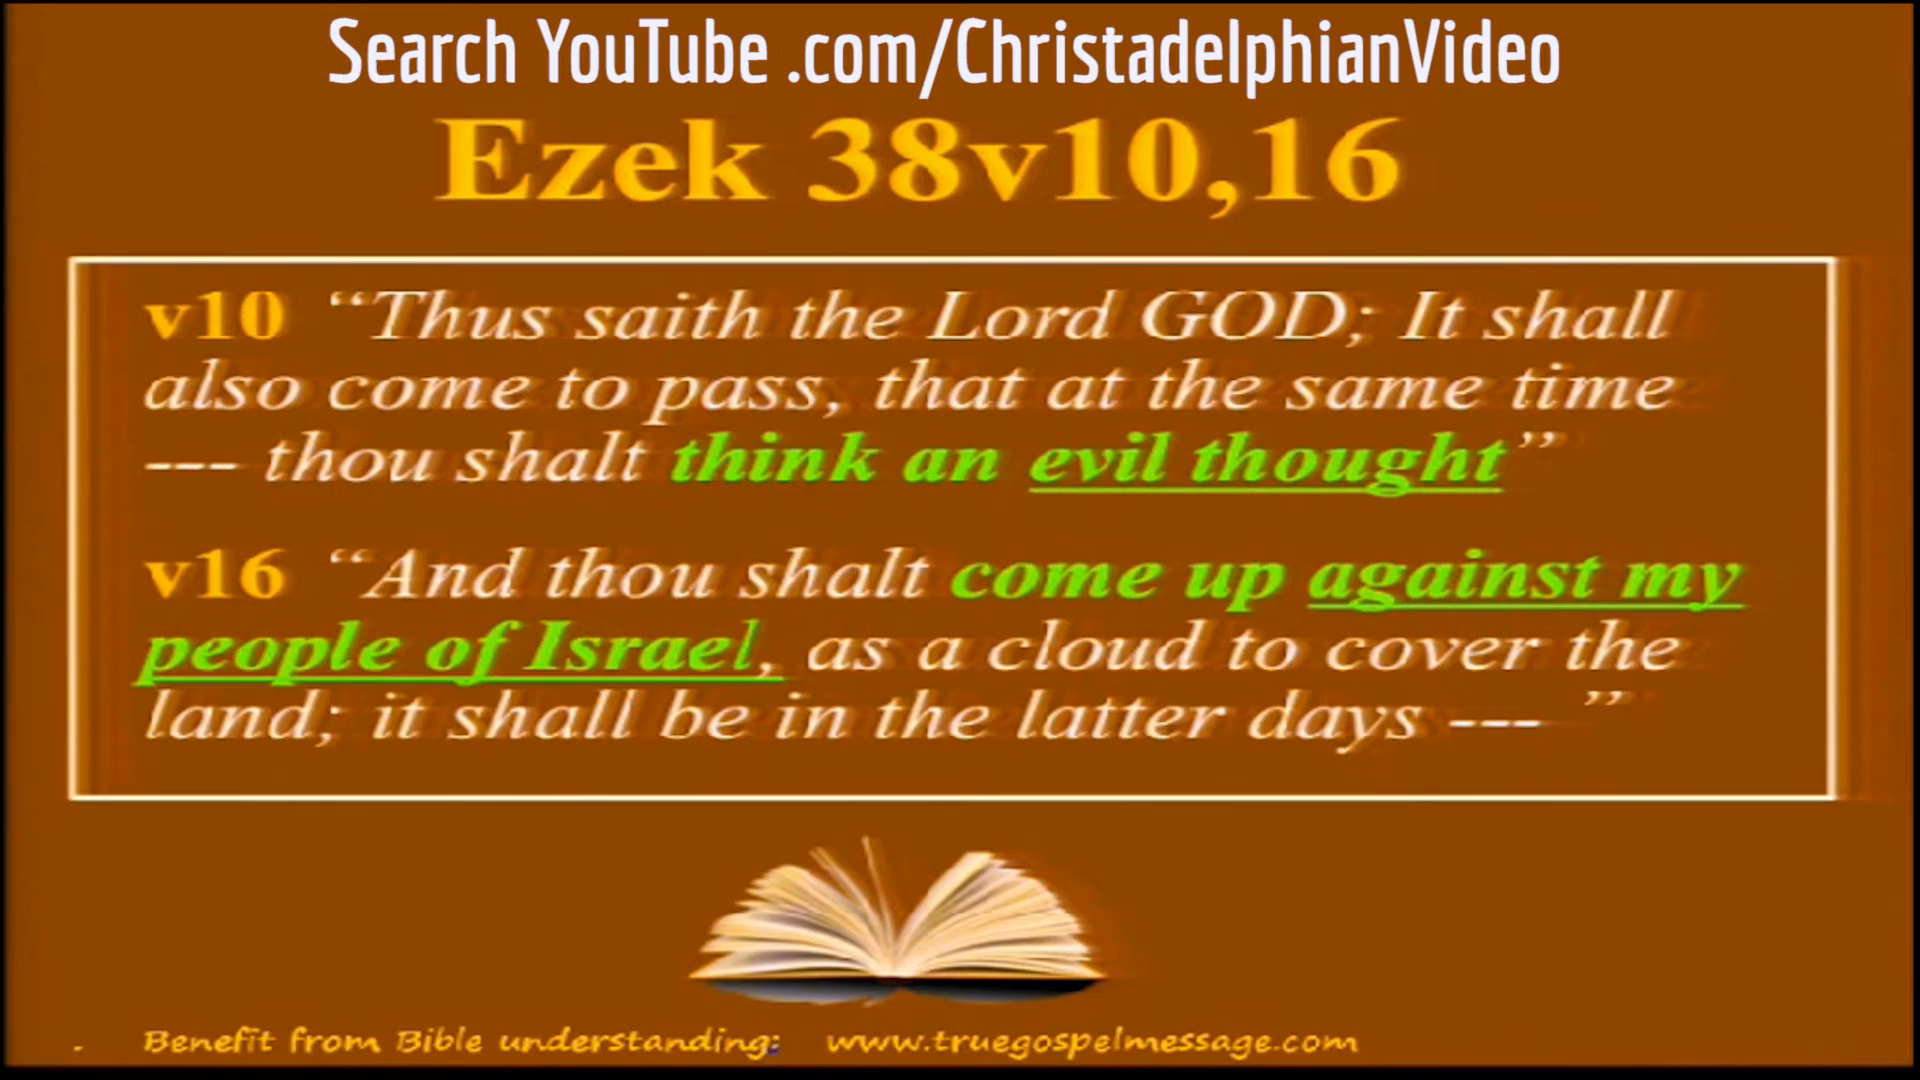 Search YouTube .com/ChristadelphianVideo
Ezek 38v10,16
v10 “Thus saith the Lord GOD; It shall
also come to pass, that at the same time
--- thou shalt think an evil thought”
v16 “And thou shalt come up against my
people of Israel, as a cloud to cover the
land; it shall be in the latter days --- ”
. Benefit from Bible understanding: www.truegospelmessage.com